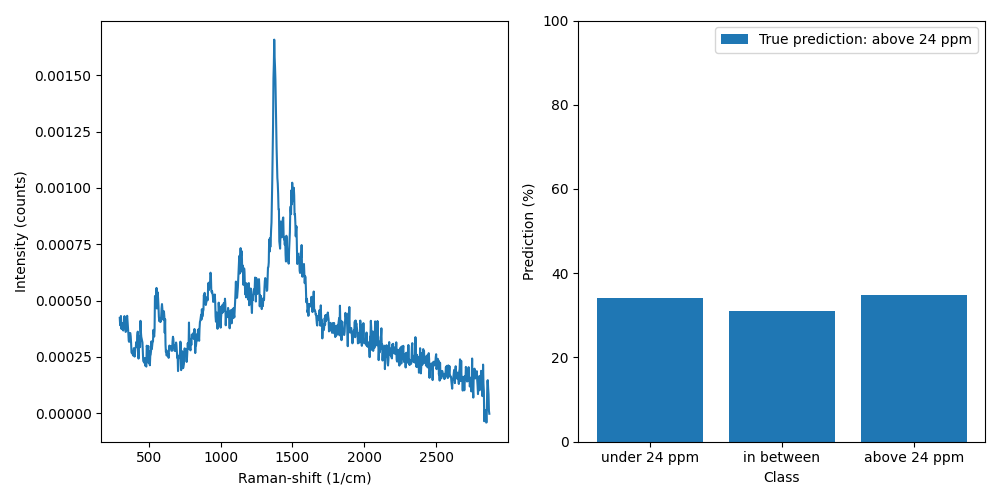 0.00150
0.00125
0.00100
0.00075
0.00050
0.00025
0.00000
Intensity (counts)
500 1000 1500 2000 2500
Raman-shift (1/cm)
100
80
60
40
20
0
Prediction (%)
True prediction: above 24 ppm
under 24 ppm in between above 24 ppm
Class